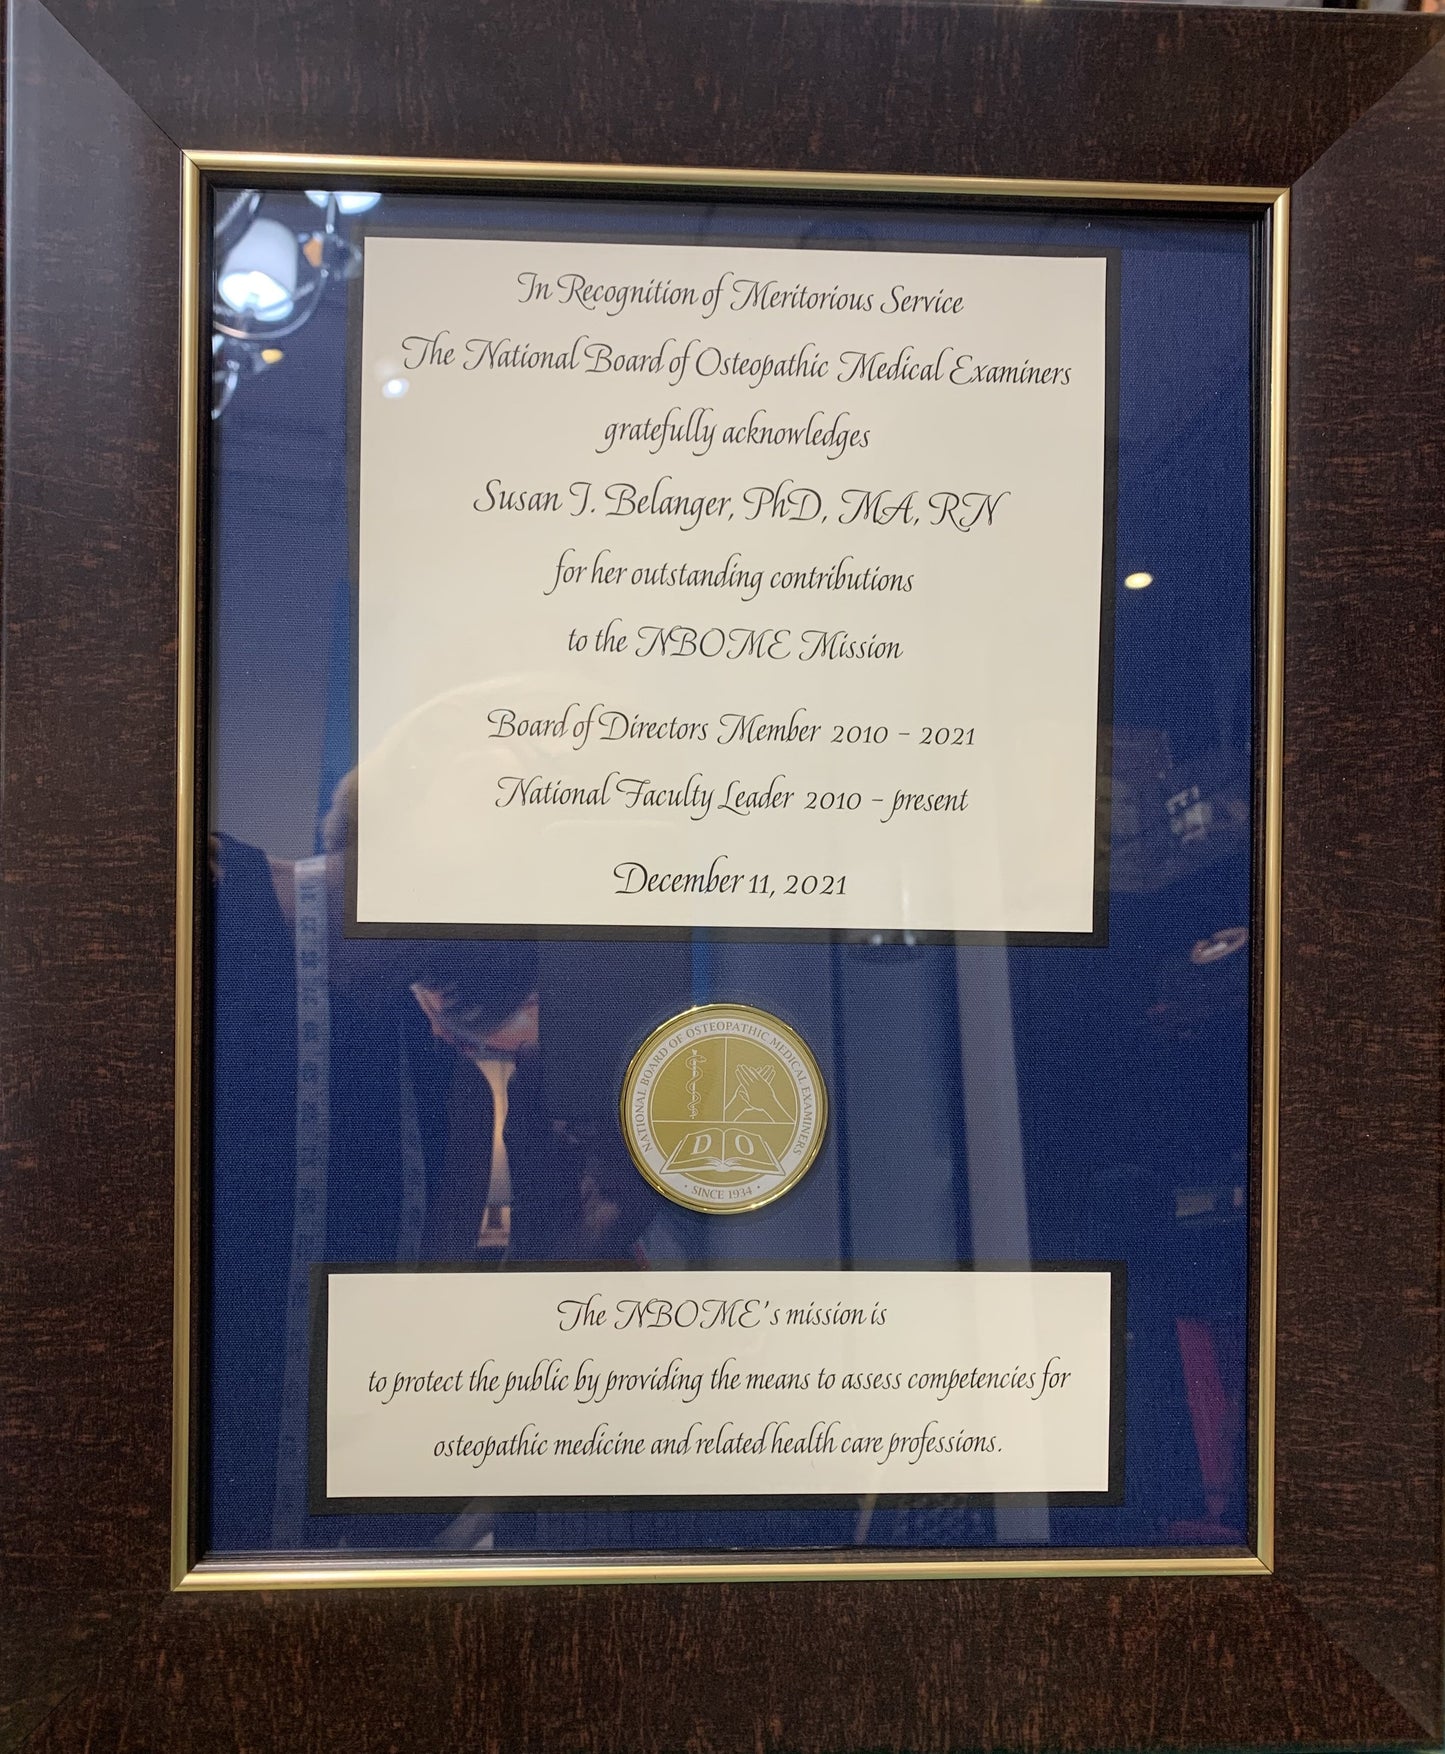 In Recognition of Meritorious Service
The National Board of Osteopathic Medical Examiners
gratefully acknowledges
Susan J. Belanger, PhD, MA, RN
for her outstanding contributions
to the NBOME Mission
Board of Directors Member 2010 – 2021
National Faculty Leader 2010 – present
December 11, 2021
NATIONAL BOARD OF OSTEOPATHIC MEDICAL EXAMINERS
D O
· SINCE 1934 ·
The NBOME's mission is
to protect the public by providing the means to assess competencies for
osteopathic medicine and related health care professions.